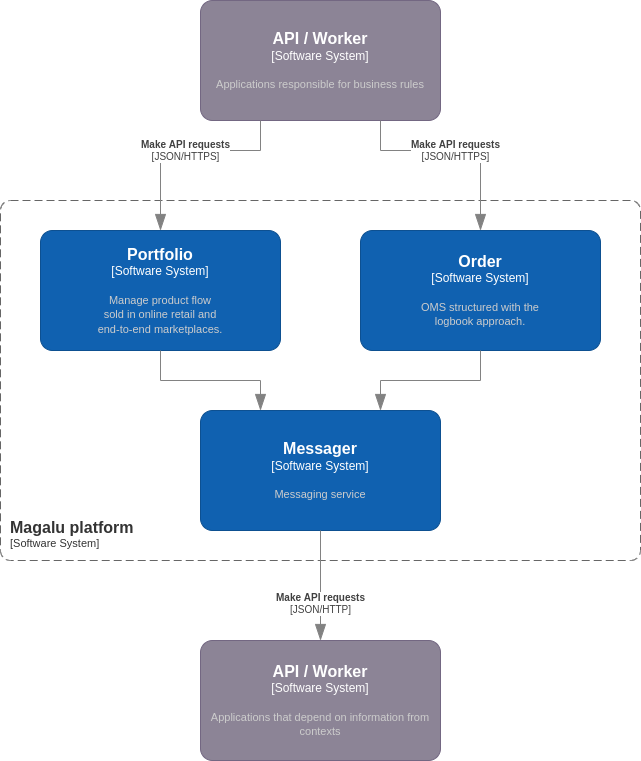 API / Worker
[Software System]
Applications responsible for business rules
Make API requests
[JSON/HTTPS]
Make API requests
[JSON/HTTPS]
Portfolio
[Software System]
Manage product flow
sold in online retail and
end-to-end marketplaces.
Order
[Software System]
OMS structured with the
logbook approach.
Messager
[Software System]
Messaging service
Magalu platform
[Software System]
Make API requests
[JSON/HTTP]
API / Worker
[Software System]
Applications that depend on information from
contexts